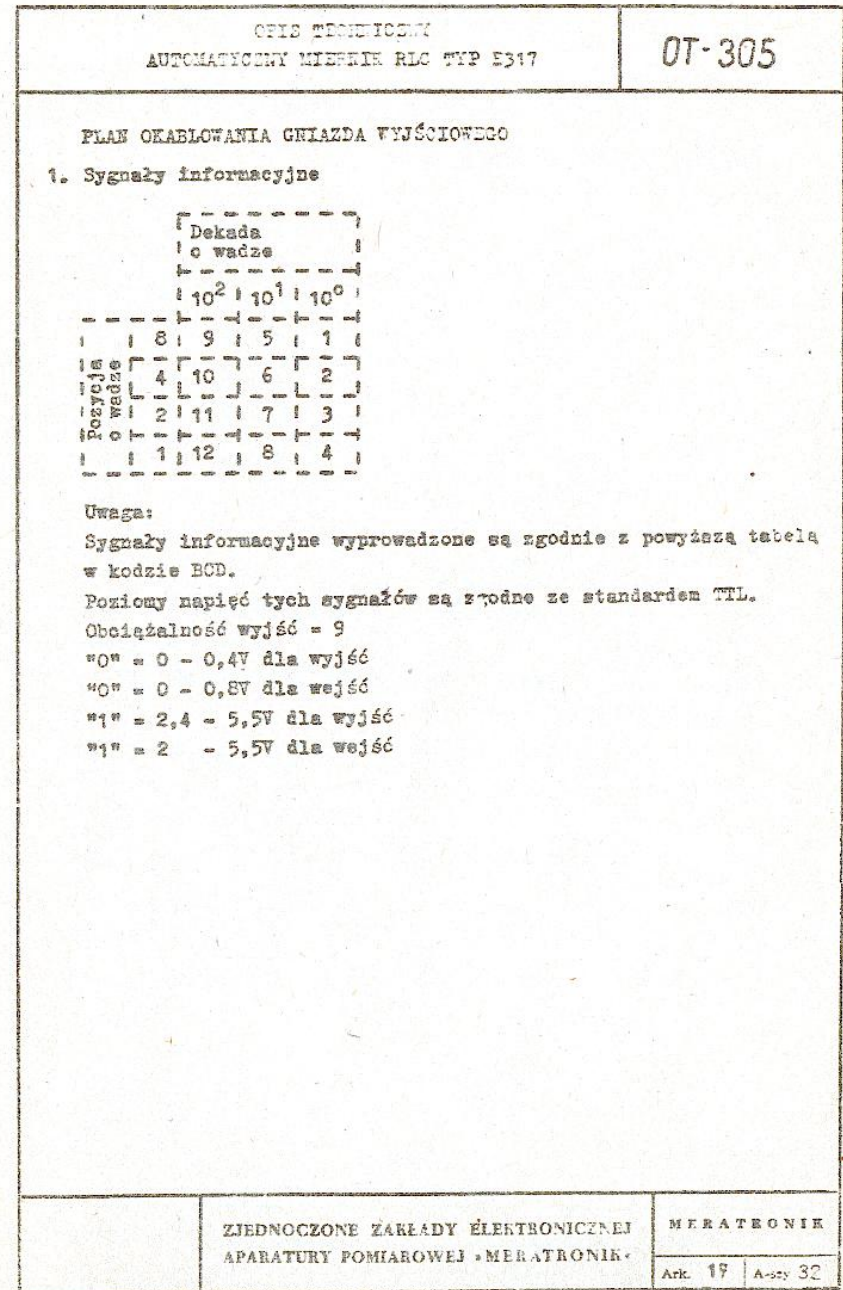 OPIS TECHNICZNY
AUTOMATYCZNY MIERNIK RLC TYP E317
OT-305
PLAN OKABLOWANIA GNIAZDA WYJŚCIOWEGO
1. Sygnały informacyjne
Dekada
o wadze
10² 10¹ 10⁰
Pozycja
o wadze
8 9 5 1
4 10 6 2
2 11 7 3
1 12 8 4
Uwaga:
Sygnały informacyjne wyprowadzone są zgodnie z powyższą tabelą
w kodzie BCD.
Poziomy napięć tych sygnałów są zgodne ze standardem TTL.
Obciążalność wyjść = 9
"0" = 0 - 0,4V dla wyjść
"0" = 0 - 0,8V dla wejść
"1" = 2,4 - 5,5V dla wyjść
"1" = 2 - 5,5V dla wejść
ZJEDNOCZONE ZAKŁADY ELEKTRONICZNEJ
APARATURY POMIAROWEJ »MERATRONIK«
MERATRONIK
Ark. 19 A-szy 32